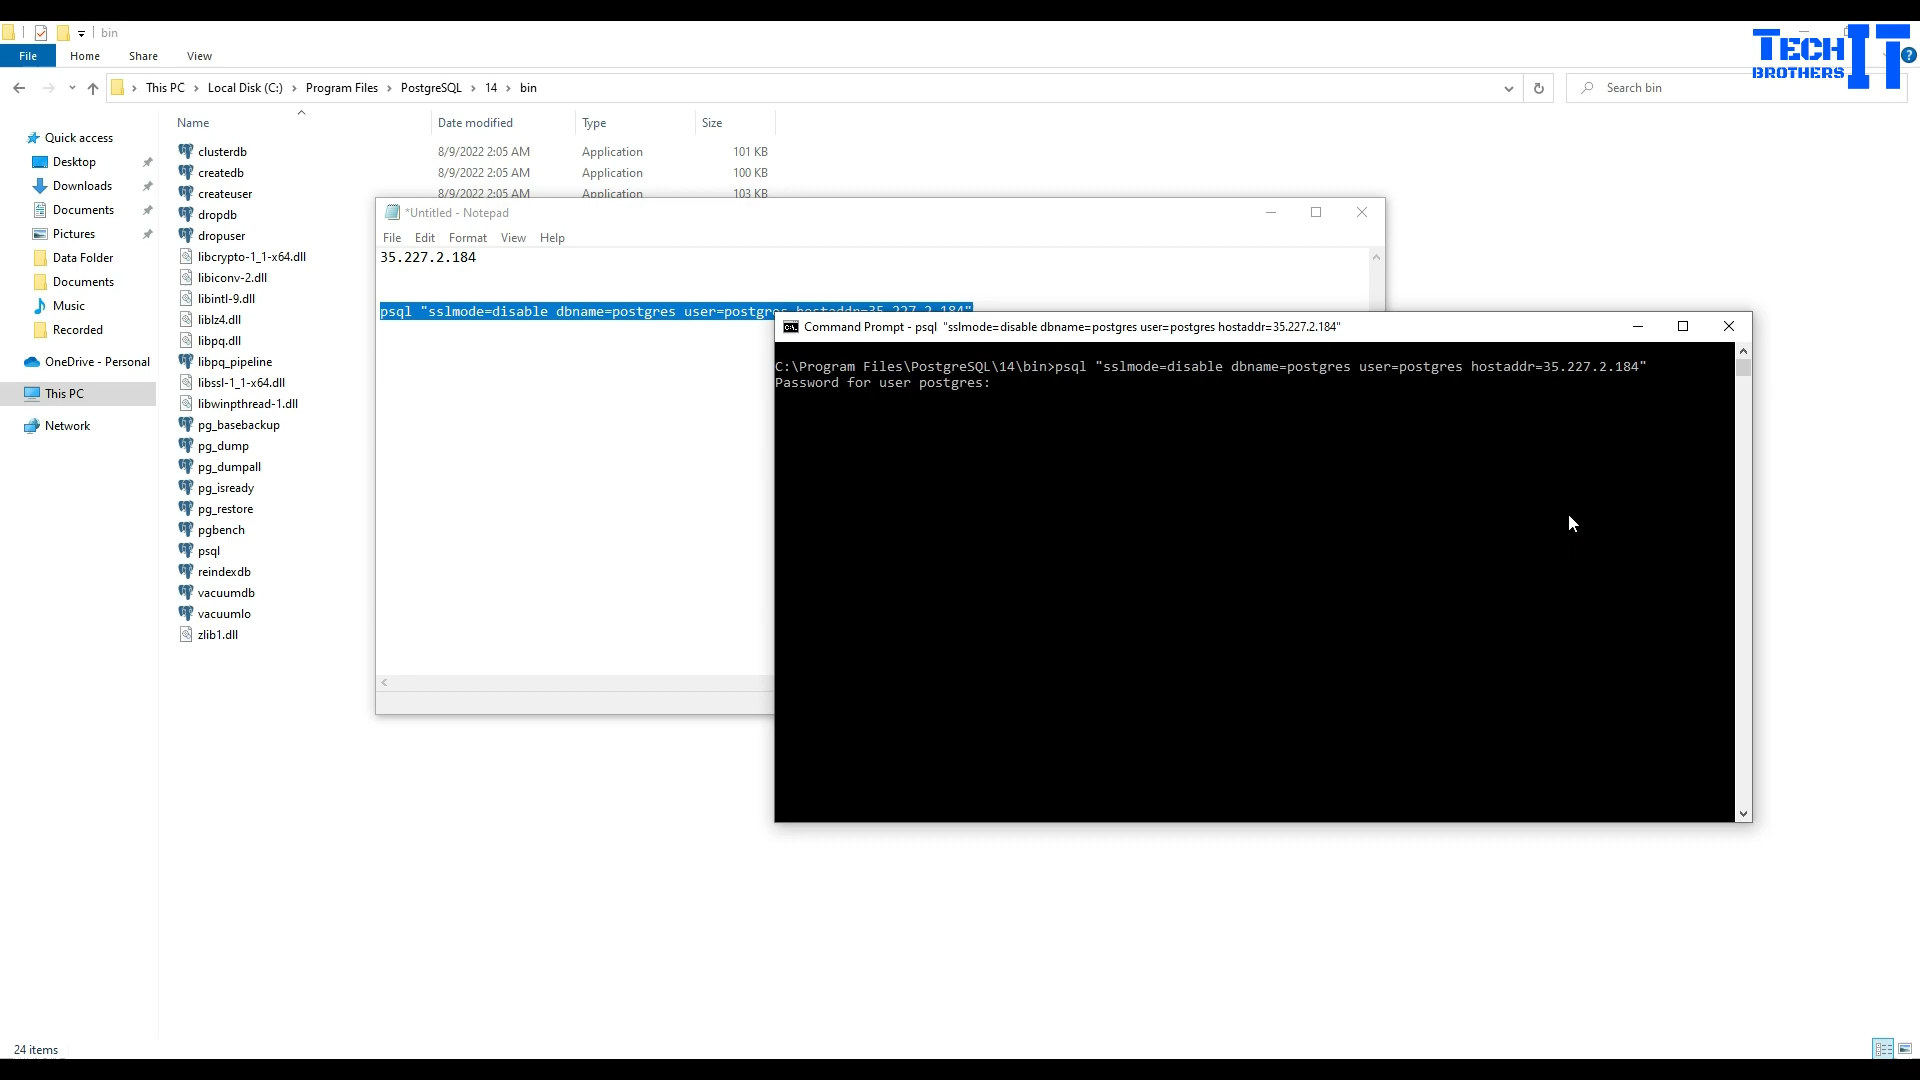 bin
File Home Share View
This PC Local Disk (C:) Program Files PostgreSQL 14 bin
Search bin
TECH IT
BROTHERS
?
Quick access
Desktop
Downloads
Documents
Pictures
Data Folder
Documents
Music
Recorded
OneDrive - Personal
This PC
Network
Name Date modified Type Size
clusterdb 8/9/2022 2:05 AM Application 101 KB
createdb 8/9/2022 2:05 AM Application 100 KB
createuser 8/9/2022 2:05 AM Application 103 KB
dropdb
dropuser
libcrypto-1_1-x64.dll
libiconv-2.dll
libintl-9.dll
liblz4.dll
libpq.dll
libpq_pipeline
libssl-1_1-x64.dll
libwinpthread-1.dll
pg_basebackup
pg_dump
pg_dumpall
pg_isready
pg_restore
pgbench
psql
reindexdb
vacuumdb
vacuumlo
zlib1.dll
*Untitled - Notepad
File Edit Format View Help
35.227.2.184
psql "sslmode=disable dbname=postgres user=postgres hostaddr=35.227.2.184"
Command Prompt - psql "sslmode=disable dbname=postgres user=postgres hostaddr=35.227.2.184"
C:\Program Files\PostgreSQL\14\bin>psql "sslmode=disable dbname=postgres user=postgres hostaddr=35.227.2.184"
Password for user postgres:
24 items